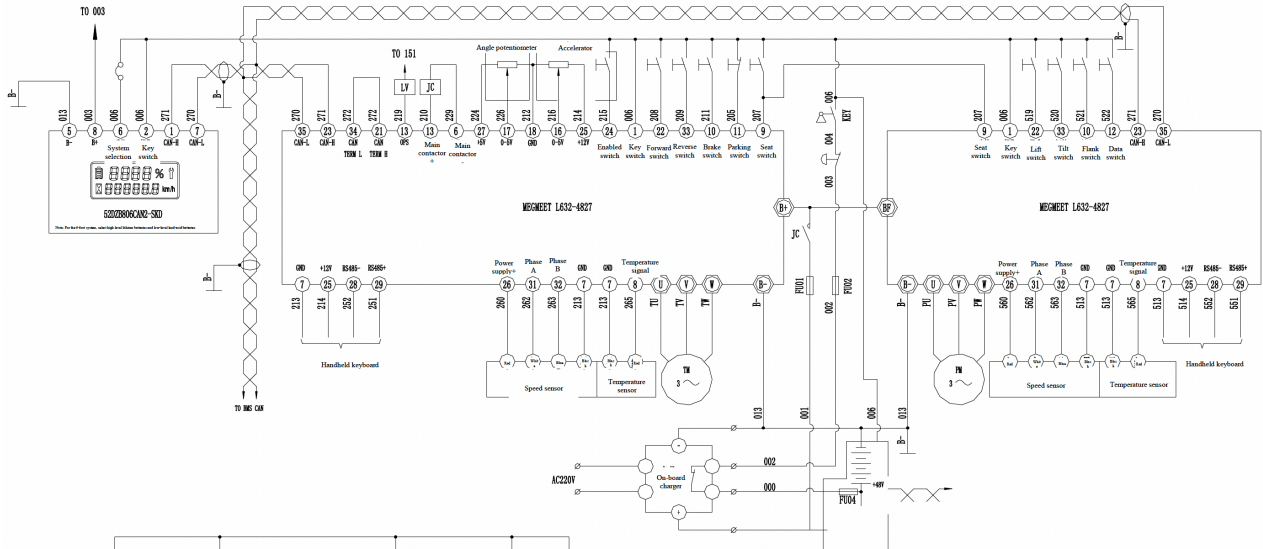 TO 003
TO 151
Angle potentometer
Accelerator
LV
JC
B-
B-
013
003
006
006
271
270
270
271
272
272
219
210
229
224
226
212
216
214
215
006
208
209
211
205
207
006
KEY
004
003
207
006
519
520
521
522
271
270
5
8
6
2
1
7
35
23
34
21
13
13
6
27
17
18
16
25
24
1
22
33
10
11
9
9
1
22
33
10
12
23
35
B-
B+
System selection
Key switch
CAN-H
CAN-L
CAN-L
CAN-H
CAN TERM L
CAN TERM H
OPS
Main contactor +
Main contactor -
+5V
0-5V
GND
0-5V
+12V
Enabled switch
Key switch
Forward switch
Reverse switch
Brake switch
Parking switch
Seat switch
Seat switch
Key switch
Lift switch
Tilt switch
Flank switch
Data switch
CAN-H
CAN-L
B-
% 
km/h
52DZB806CAN2-SKD
MEGMEET L632-4827
MEGMEET L632-4827
B+
BF
JC
B-
GND
+12V
RS485-
RS485+
Power supply+
Phase A
Phase B
GND
GND
Temperature signal
7
25
28
29
26
31
32
7
7
8
U
V
W
B-
213
214
252
251
260
262
263
213
213
265
TU
TV
TW
B-
FU01
FU02
002
B-
U
V
W
Power supply+
Phase A
Phase B
GND
GND
Temperature signal
GND
+12V
RS485-
RS485+
26
31
33
7
7
8
7
25
28
29
B-
PU
PV
PW
560
562
563
513
513
565
513
514
552
551
Handheld keyboard
Speed sensor
Temperature sensor
TM
3
PM
3
Speed sensor
Temperature sensor
Handheld keyboard
TO BMS CAN
013
001
006
013
B-
-
002
AC220V
On-board charger
000
+
+48V
FU04